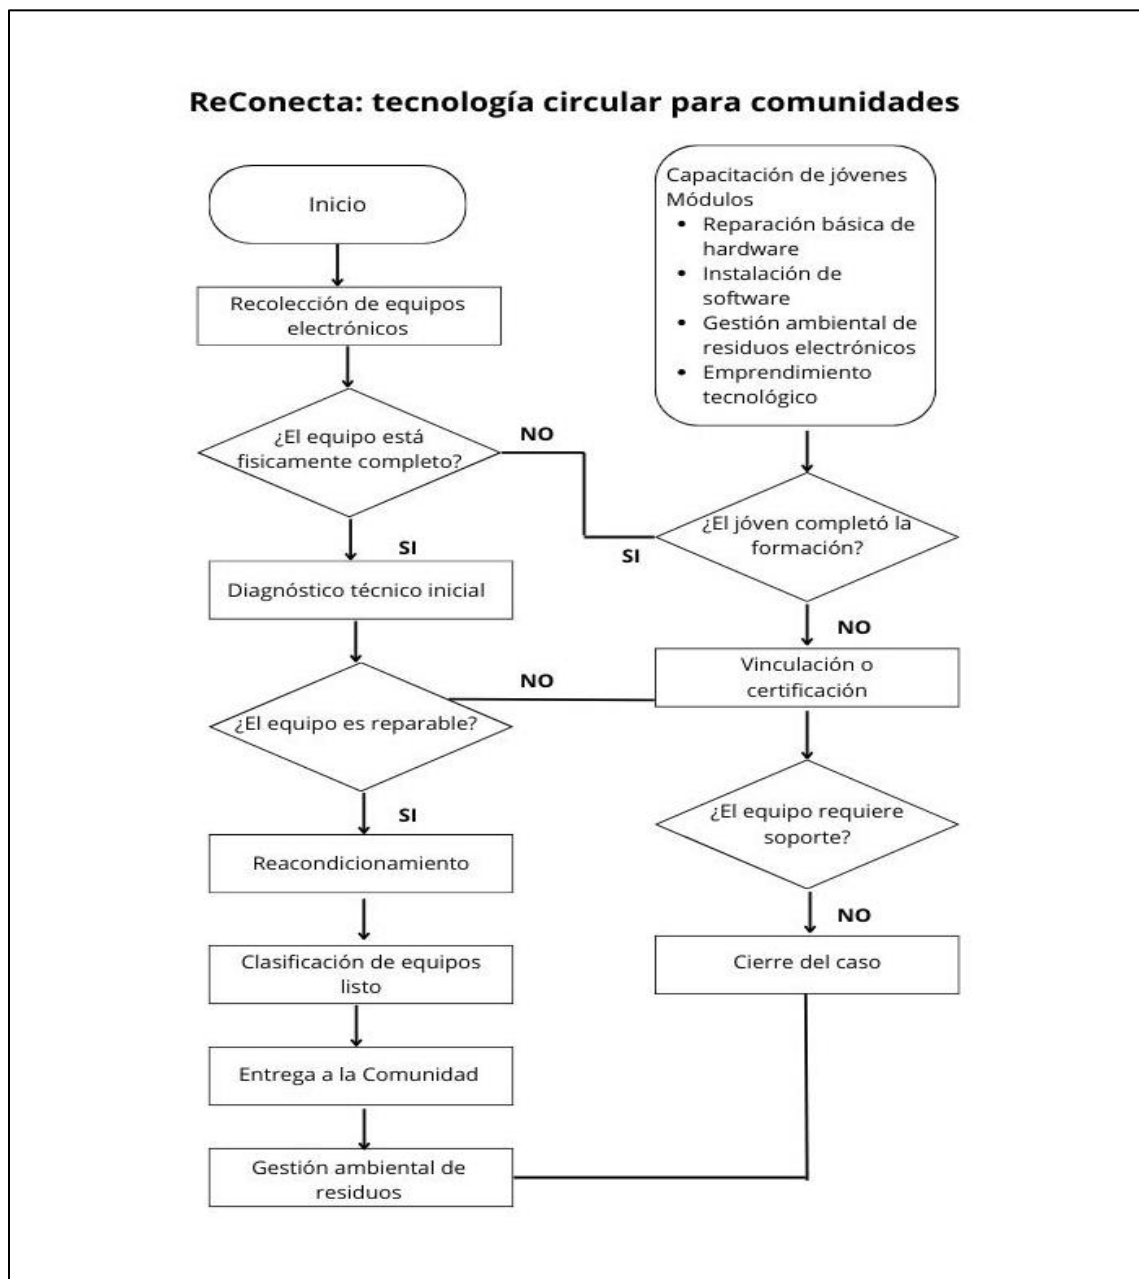 ReConecta: tecnología circular para comunidades
Inicio
Recolección de equipos
electrónicos
¿El equipo está
fisicamente completo?
NO
SI
Diagnóstico técnico inicial
¿El equipo es reparable?
NO
SI
Reacondicionamiento
Clasificación de equipos
listo
Entrega a la Comunidad
Gestión ambiental de
residuos
Capacitación de jóvenes
Módulos
• Reparación básica de
hardware
• Instalación de
software
• Gestión ambiental de
residuos electrónicos
• Emprendimiento
tecnológico
¿El jóven completó la
formación?
SI
NO
Vinculación o
certificación
¿El equipo requiere
soporte?
NO
Cierre del caso